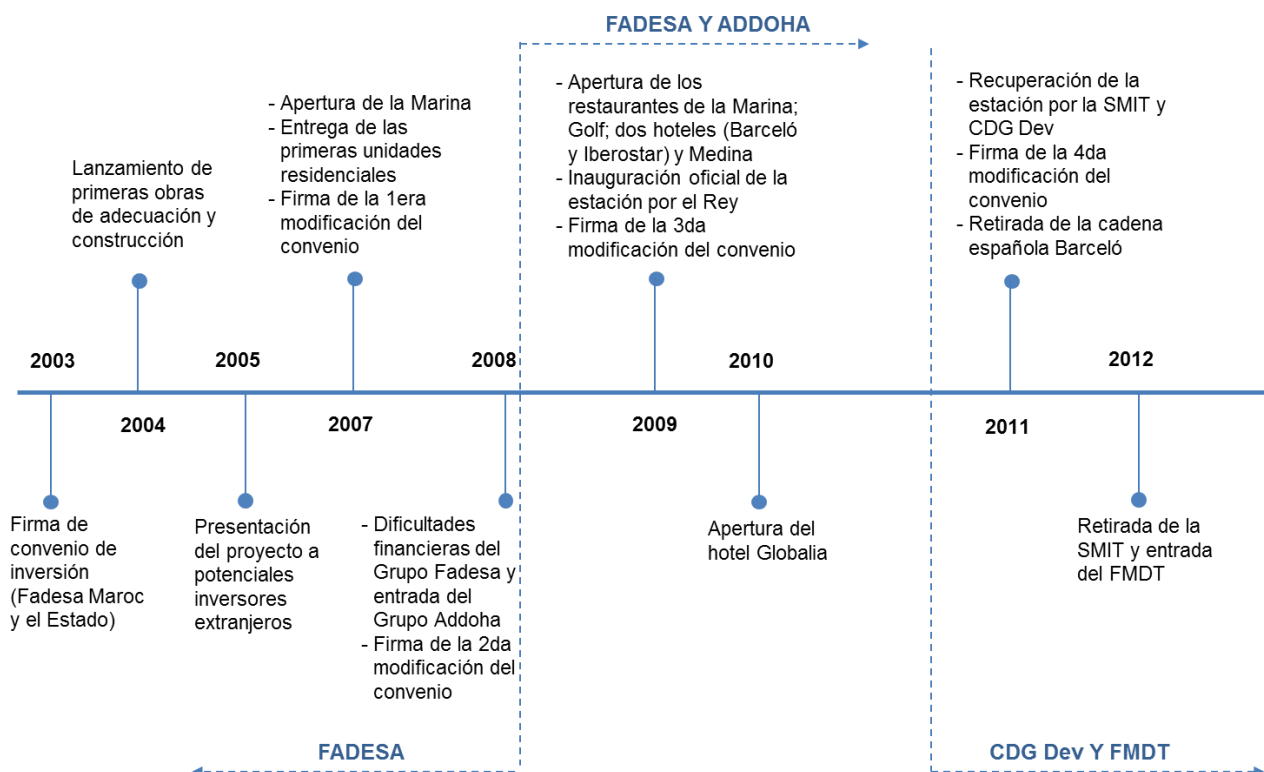 FADESA Y ADDOHA
Lanzamiento de
primeras obras
de adecuación y
construcción
- Apertura de la Marina
- Entrega de las
primeras unidades
residenciales
- Firma de la 1era
modificación del
convenio
- Apertura de los
restaurantes de la Marina;
Golf; dos hoteles (Barceló
y Iberostar) y Medina
- Inauguración oficial de la
estación por el Rey
- Firma de la 3da
modificación del convenio
- Recuperación de la
estación por la SMIT y
CDG Dev
- Firma de la 4da
modificación del
convenio
- Retirada de la cadena
española Barceló
2003
2005
2008
2010
2012
2004
2007
2009
2011
Firma de
convenio de
inversión
(Fadesa Maroc
y el Estado)
Presentación
del proyecto a
potenciales
inversores
extranjeros
- Dificultades
financieras del
Grupo Fadesa y
entrada del
Grupo Addoha
- Firma de la 2da
modificación del
convenio
Apertura del
hotel Globalia
Retirada de la
SMIT y entrada
del FMDT
FADESA
CDG Dev Y FMDT